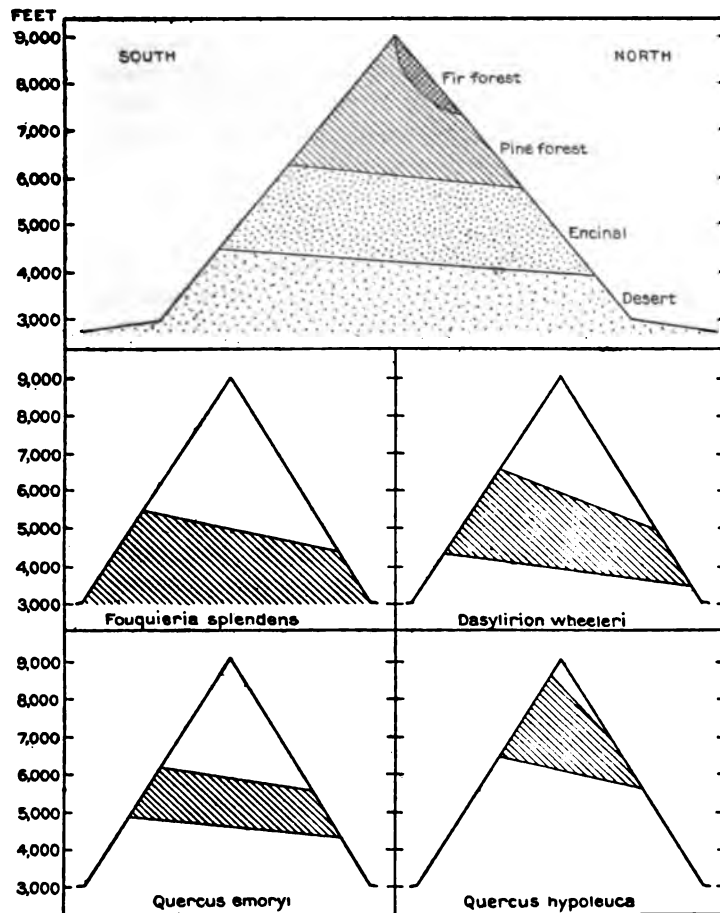 FEET
9,000
SOUTH NORTH
8,000
Fir forest
7,000
Pine forest
6,000
5,000
Encinal
4,000
Desert
3,000
9,000
8,000
7,000
6,000
5,000
4,000
3,000
Fouquieria splendens Dasylirion wheeleri
9,000
8,000
7,000
6,000
5,000
4,000
3,000
Quercus emoryi Quercus hypoleuca